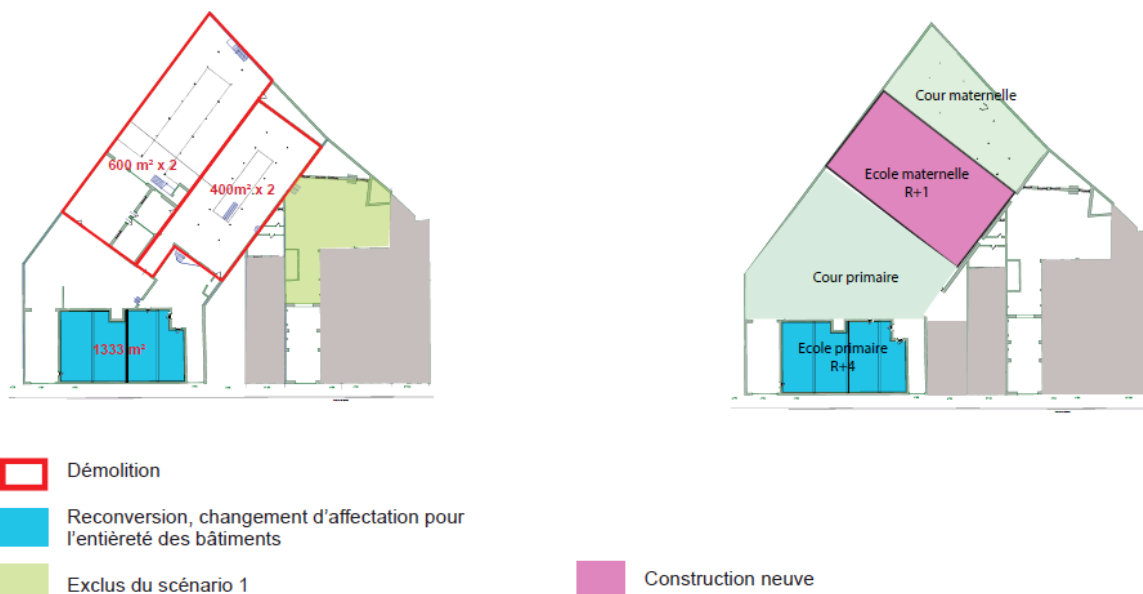 600 m² x 2
400m² x 2
1333 m²
Cour maternelle
Ecole maternelle
R+1
Cour primaire
Ecole primaire
R+4
Démolition
Reconversion, changement d'affectation pour
l'entièreté des bâtiments
Exclus du scénario 1
Construction neuve